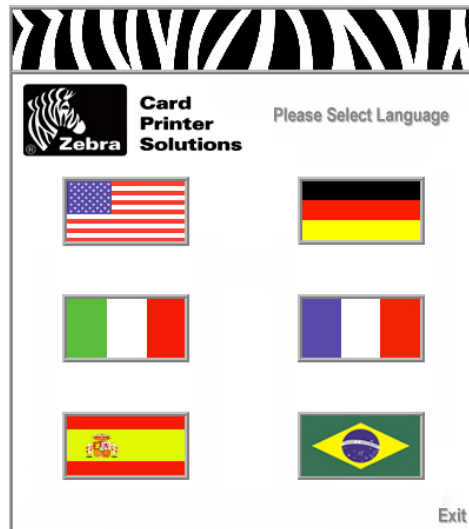 Card
Printer
Solutions
Please Select Language
® Zebra
Exit